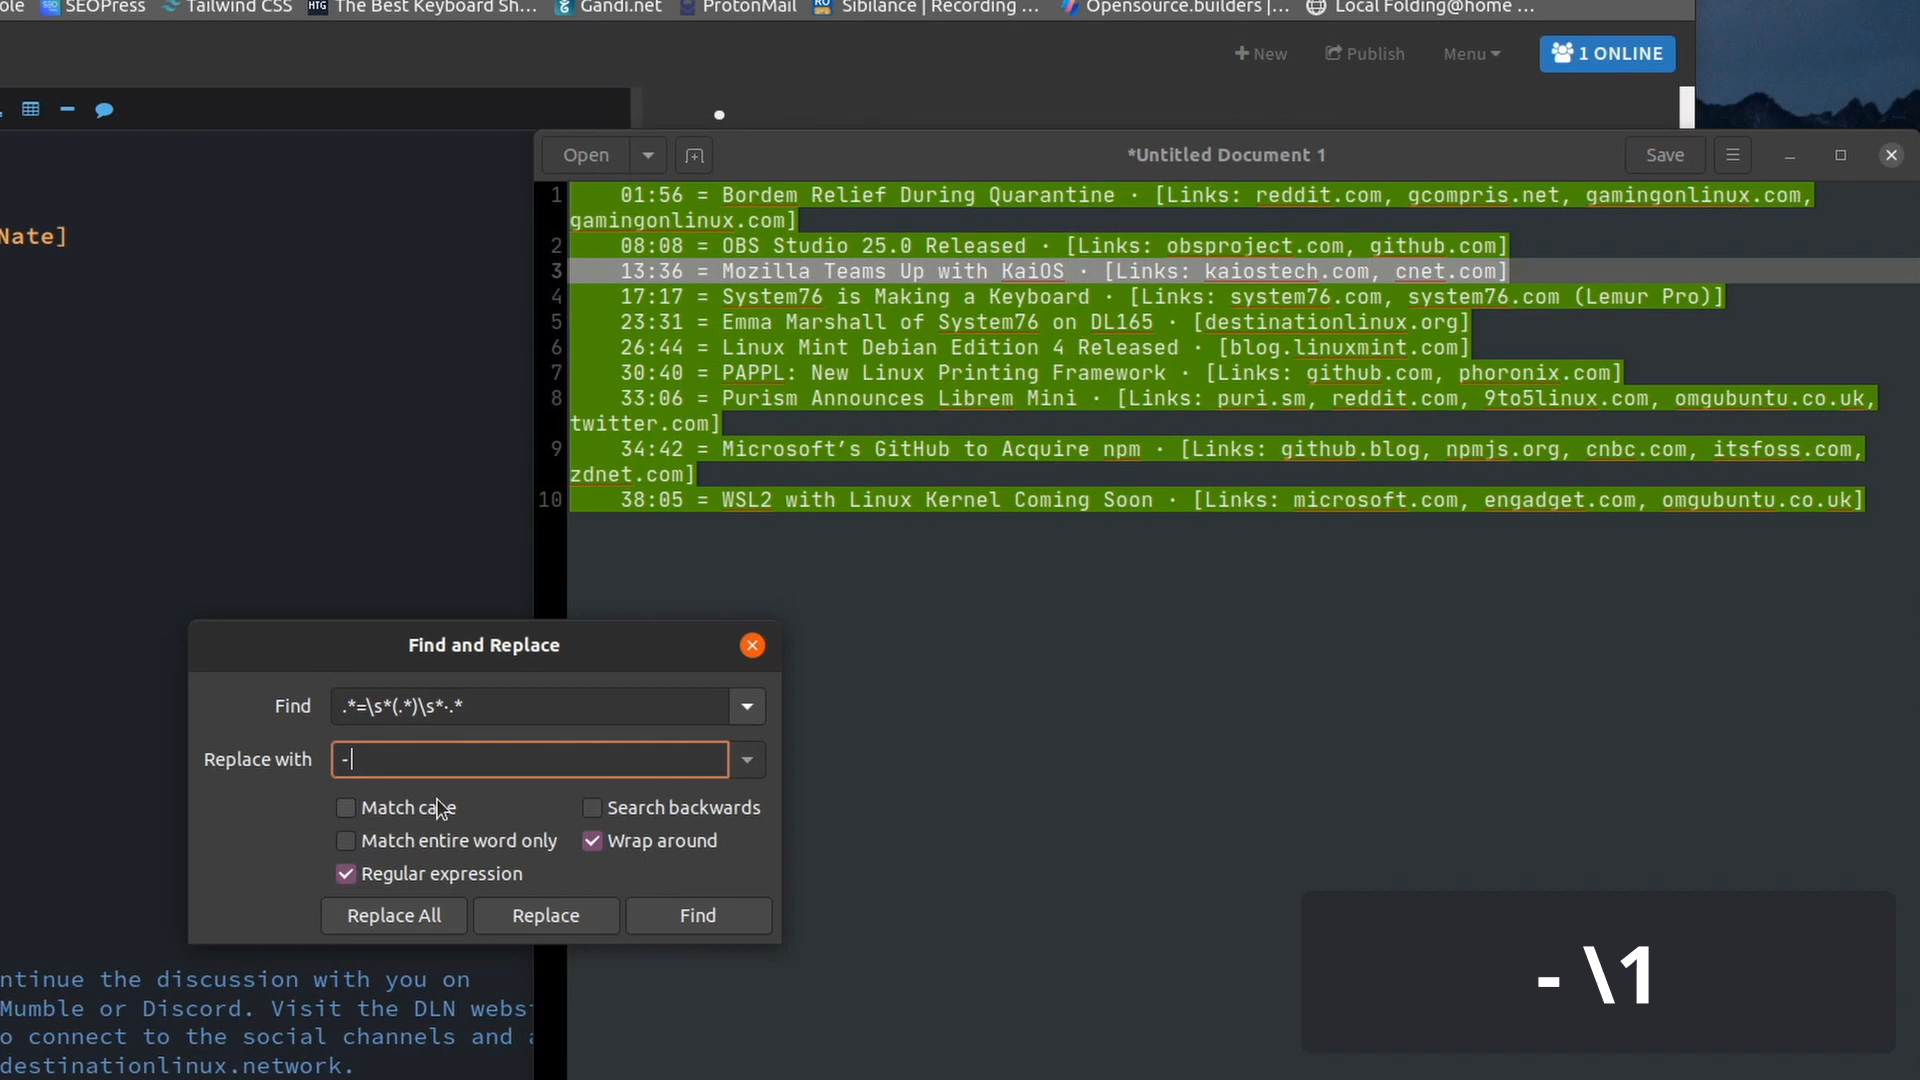 ole SEOPress Tailwind CSS The Best Keyboard Sh... Gandi.net ProtonMail Sibilance | Recording ... Opensource.builders |... Local Folding@home ...
New Publish Menu 1 ONLINE
Open *Untitled Document 1 Save
Nate]
1 01:56 = Bordem Relief During Quarantine · [Links: reddit.com, gcompris.net, gamingonlinux.com,
gamingonlinux.com]
2 08:08 = OBS Studio 25.0 Released · [Links: obsproject.com, github.com]
3 13:36 = Mozilla Teams Up with KaiOS · [Links: kaiostech.com, cnet.com]
4 17:17 = System76 is Making a Keyboard · [Links: system76.com, system76.com (Lemur Pro)]
5 23:31 = Emma Marshall of System76 on DL165 · [destinationlinux.org]
6 26:44 = Linux Mint Debian Edition 4 Released · [blog.linuxmint.com]
7 30:40 = PAPPL: New Linux Printing Framework · [Links: github.com, phoronix.com]
8 33:06 = Purism Announces Librem Mini · [Links: puri.sm, reddit.com, 9to5linux.com, omgubuntu.co.uk,
twitter.com]
9 34:42 = Microsoft’s GitHub to Acquire npm · [Links: github.blog, npmjs.org, cnbc.com, itsfoss.com,
zdnet.com]
10 38:05 = WSL2 with Linux Kernel Coming Soon · [Links: microsoft.com, engadget.com, omgubuntu.co.uk]
Find and Replace
Find .*=\s*(.*)\s*·.*
Replace with -
Match case Search backwards
Match entire word only Wrap around
Regular expression
Replace All Replace Find
- \1
ntinue the discussion with you on
Mumble or Discord. Visit the DLN webs
o connect to the social channels and
destinationlinux.network.